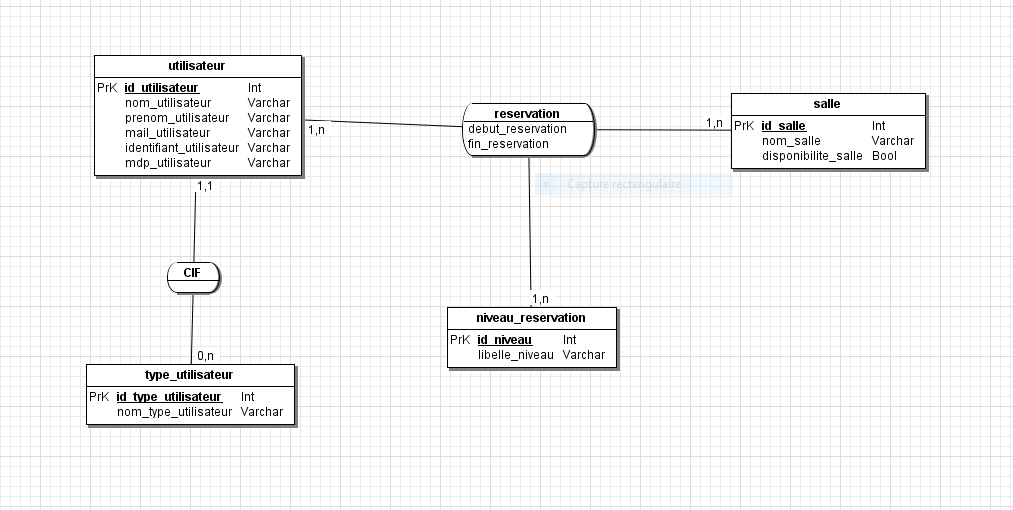 utilisateur
PrK id_utilisateur Int
nom_utilisateur Varchar
prenom_utilisateur Varchar
mail_utilisateur Varchar
identifiant_utilisateur Varchar
mdp_utilisateur Varchar
1,n
1,1
reservation
debut_reservation
fin_reservation
1,n
salle
PrK id_salle Int
nom_salle Varchar
disponibilite_salle Bool
Capture rectangulaire
CIF
1,n
niveau_reservation
PrK id_niveau Int
libelle_niveau Varchar
0,n
type_utilisateur
PrK id_type_utilisateur Int
nom_type_utilisateur Varchar